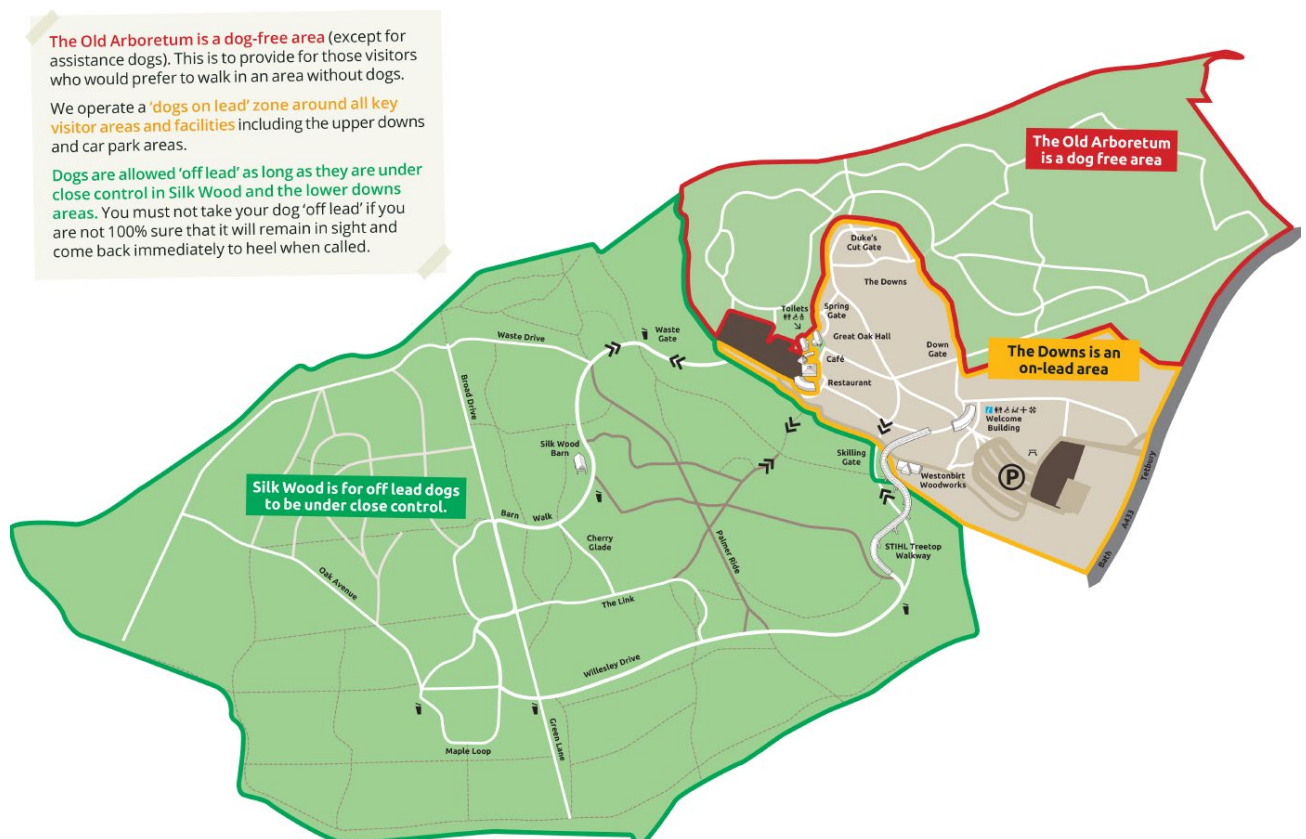 The Old Arboretum is a dog-free area (except for
assistance dogs). This is to provide for those visitors
who would prefer to walk in an area without dogs.
We operate a ‘dogs on lead’ zone around all key
visitor areas and facilities including the upper downs
and car park areas.
Dogs are allowed ‘off lead’ as long as they are under
close control in Silk Wood and the lower downs
areas. You must not take your dog ‘off lead’ if you
are not 100% sure that it will remain in sight and
come back immediately to heel when called.
The Old Arboretum
is a dog free area
Duke's
Cut Gate
The Downs
Toilets
Spring
Gate
Great Oak Hall
Café
Restaurant
Down
Gate
The Downs is an
on-lead area
Waste
Gate
Waste Drive
Broad Drive
Welcome
Building
Silk Wood
Barn
Skilling
Gate
Westonbirt
Woodworks
P
Tetbury
A433
Bath
Silk Wood is for off lead dogs
to be under close control.
Barn Walk
Cherry
Glade
Palmer Ride
STIHL Treetop
Walkway
Oak Avenue
The Link
Willesley Drive
Green Lane
Maple Loop